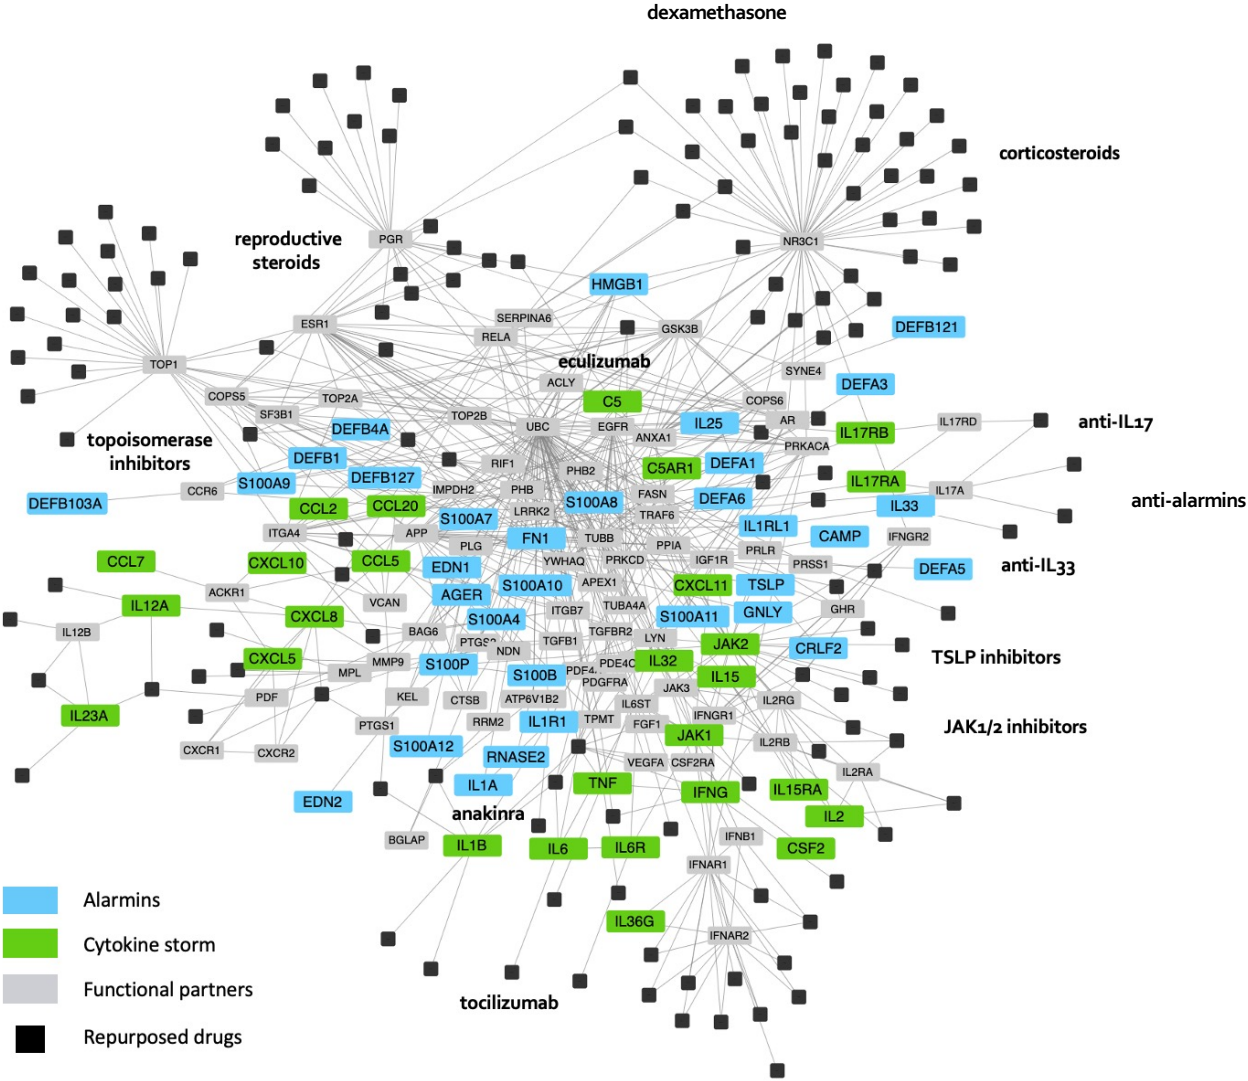 dexamethasone
corticosteroids
reproductive
steroids
PGR
NR3C1
HMGB1
SERPINA6
ESR1
RELA
GSK3B
DEFB121
TOP1
eculizumab
SYNE4
ACLY
DEFA3
COPS5
TOP2A
C5
COPS6
SF3B1
TOP2B
AR
IL25
IL17RD
anti-IL17
DEFB4A
UBC
EGFR
ANXA1
IL17RB
topoisomerase
inhibitors
PRKACA
DEFB1
RIF1
PHB2
C5AR1
DEFA1
S100A9
DEFB127
IL17RA
CCR6
IMPDH2
PHB
FASN
IL17A
DEFB103A
S100A8
DEFA6
IL33
anti-alarmins
CCL2
CCL20
LRRK2
TRAF6
S100A7
IL1RL1
ITGA4
APP
FN1
TUBB
CAMP
IFNGR2
PLG
PPIA
PRLR
CCL7
CXCL10
CCL5
EDN1
YWHAQ
PRKCD
IGF1R
PRSS1
DEFA5
anti-IL33
ACKR1
S100A10
APEX1
CXCL11
TSLP
AGER
IL12A
VCAN
ITGB7
TUBA4A
GNLY
GHR
CXCL8
S100A4
S100A11
IL12B
BAG6
TGFBR2
TGFB1
LYN
NDN
JAK2
CRLF2
TSLP inhibitors
CXCL5
MMP9
S100P
IL32
MPL
S100B
PDE4C
IL15
PDGFRA
JAK3
PDF
KEL
CTSB
ATP6V1B2
IL6ST
IL2RG
IL23A
IFNGR1
PTGS1
RRM2
IL1R1
TPMT
FGF1
JAK1/2 inhibitors
JAK1
IL2RB
CXCR1
CXCR2
S100A12
RNASE2
VEGFA
CSF2RA
IL2RA
IL1A
TNF
IFNG
IL15RA
EDN2
anakinra
IL2
BGLAP
IL1B
IL6
IL6R
IFNB1
CSF2
IFNAR1
Alarmins
IL36G
IFNAR2
Cytokine storm
Functional partners
tocilizumab
Repurposed drugs